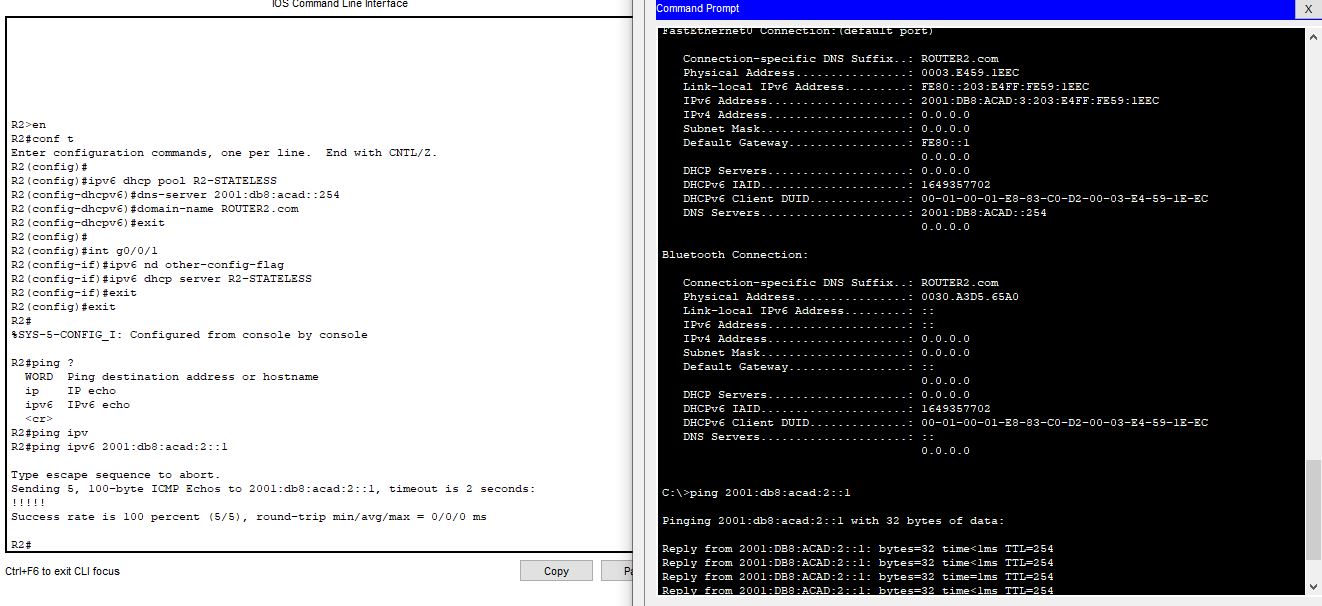 IOS Command Line Interface
R2>en
R2#conf t
Enter configuration commands, one per line.  End with CNTL/Z.
R2(config)#
R2(config)#ipv6 dhcp pool R2-STATELESS
R2(config-dhcpv6)#dns-server 2001:db8:acad::254
R2(config-dhcpv6)#domain-name ROUTER2.com
R2(config-dhcpv6)#exit
R2(config)#
R2(config)#int g0/0/1
R2(config-if)#ipv6 nd other-config-flag
R2(config-if)#ipv6 dhcp server R2-STATELESS
R2(config-if)#exit
R2(config)#exit
R2#
%SYS-5-CONFIG_I: Configured from console by console
R2#ping ?
WORD  Ping destination address or hostname
ip    IP echo
ipv6  IPv6 echo
<cr>
R2#ping ipv
R2#ping ipv6 2001:db8:acad:2::1
Type escape sequence to abort.
Sending 5, 100-byte ICMP Echos to 2001:db8:acad:2::1, timeout is 2 seconds:
!!!!!
Success rate is 100 percent (5/5), round-trip min/avg/max = 0/0/0 ms
R2#
Ctrl+F6 to exit CLI focus
Copy
Pa
Command Prompt
X
FastEthernet0 Connection:(default port)
Connection-specific DNS Suffix..: ROUTER2.com
Physical Address................: 0003.E459.1EEC
Link-local IPv6 Address.........: FE80::203:E4FF:FE59:1EEC
IPv6 Address....................: 2001:DB8:ACAD:3:203:E4FF:FE59:1EEC
IPv4 Address....................: 0.0.0.0
Subnet Mask.....................: 0.0.0.0
Default Gateway.................: FE80::1
0.0.0.0
DHCP Servers....................: 0.0.0.0
DHCPv6 IAID.....................: 1649357702
DHCPv6 Client DUID..............: 00-01-00-01-E8-83-C0-D2-00-03-E4-59-1E-EC
DNS Servers.....................: 2001:DB8:ACAD::254
0.0.0.0
Bluetooth Connection:
Connection-specific DNS Suffix..: ROUTER2.com
Physical Address................: 0030.A3D5.65A0
Link-local IPv6 Address.........: ::
IPv6 Address....................: ::
IPv4 Address....................: 0.0.0.0
Subnet Mask.....................: 0.0.0.0
Default Gateway.................: ::
0.0.0.0
DHCP Servers....................: 0.0.0.0
DHCPv6 IAID.....................: 1649357702
DHCPv6 Client DUID..............: 00-01-00-01-E8-83-C0-D2-00-03-E4-59-1E-EC
DNS Servers.....................: ::
0.0.0.0
C:\>ping 2001:db8:acad:2::1
Pinging 2001:db8:acad:2::1 with 32 bytes of data:
Reply from 2001:DB8:ACAD:2::1: bytes=32 time<1ms TTL=254
Reply from 2001:DB8:ACAD:2::1: bytes=32 time<1ms TTL=254
Reply from 2001:DB8:ACAD:2::1: bytes=32 time=1ms TTL=254
Reply from 2001:DB8:ACAD:2::1: bytes=32 time<1ms TTL=254